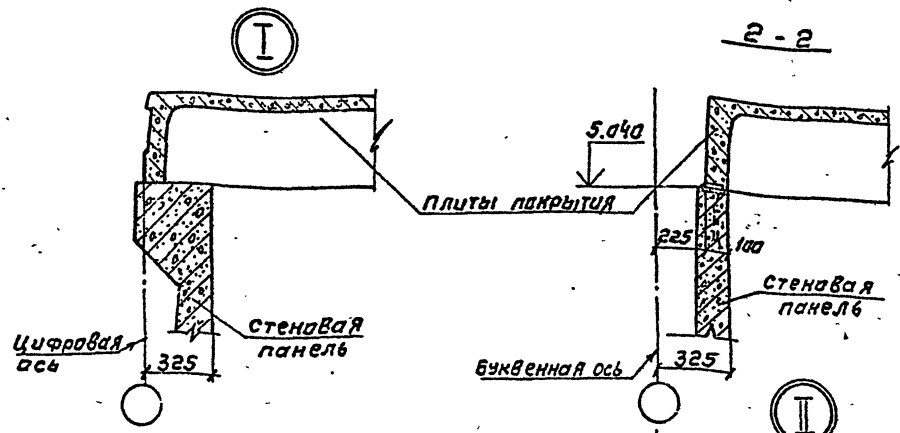 I
2 - 2
5.040
Плиты покрытия
225
100
Стеновая
панель
Стеновая
панель
Цифровая
ось
325
Буквенная ось
325
II